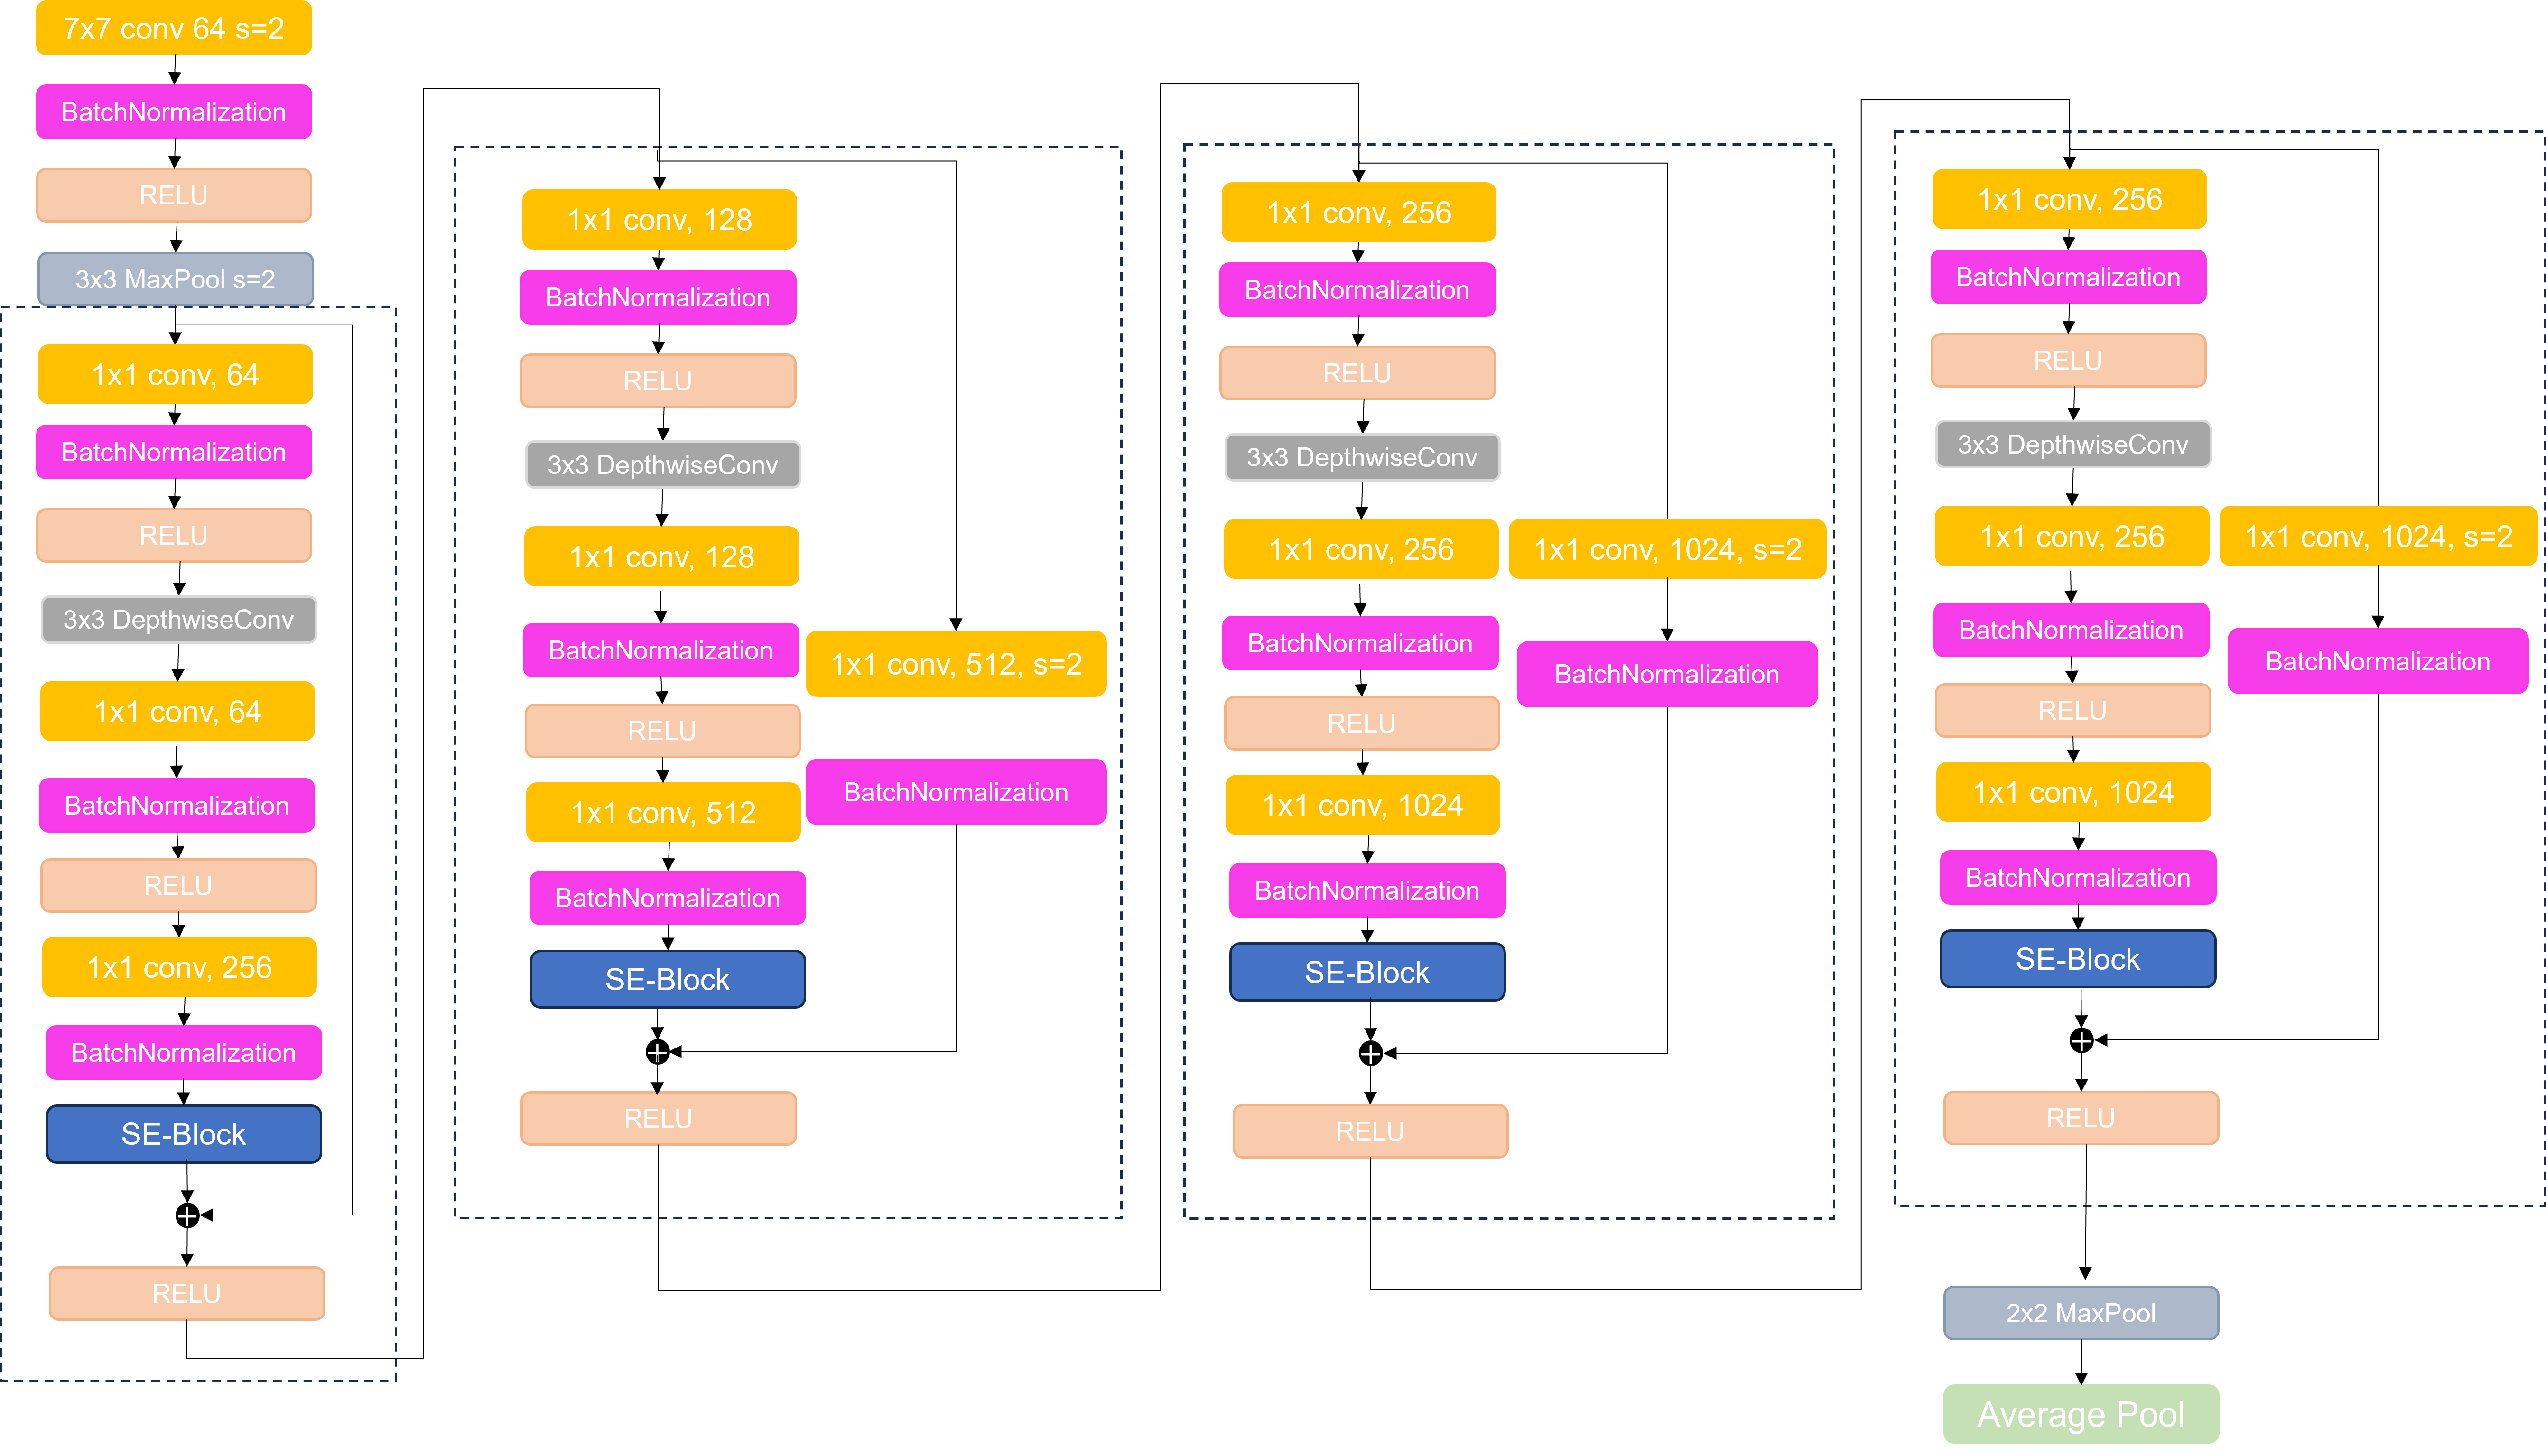 7x7 conv 64 s=2
BatchNormalization
RELU
3x3 MaxPool s=2
1x1 conv, 64
BatchNormalization
RELU
3x3 DepthwiseConv
1x1 conv, 64
BatchNormalization
RELU
1x1 conv, 256
BatchNormalization
SE-Block
RELU
1x1 conv, 128
BatchNormalization
RELU
3x3 DepthwiseConv
1x1 conv, 128
BatchNormalization
RELU
1x1 conv, 512
BatchNormalization
SE-Block
RELU
1x1 conv, 512, s=2
BatchNormalization
1x1 conv, 256
BatchNormalization
RELU
3x3 DepthwiseConv
1x1 conv, 256
BatchNormalization
RELU
1x1 conv, 1024
BatchNormalization
SE-Block
RELU
1x1 conv, 1024, s=2
BatchNormalization
1x1 conv, 256
BatchNormalization
RELU
3x3 DepthwiseConv
1x1 conv, 256
BatchNormalization
RELU
1x1 conv, 1024
BatchNormalization
SE-Block
RELU
1x1 conv, 1024, s=2
BatchNormalization
2x2 MaxPool
Average Pool